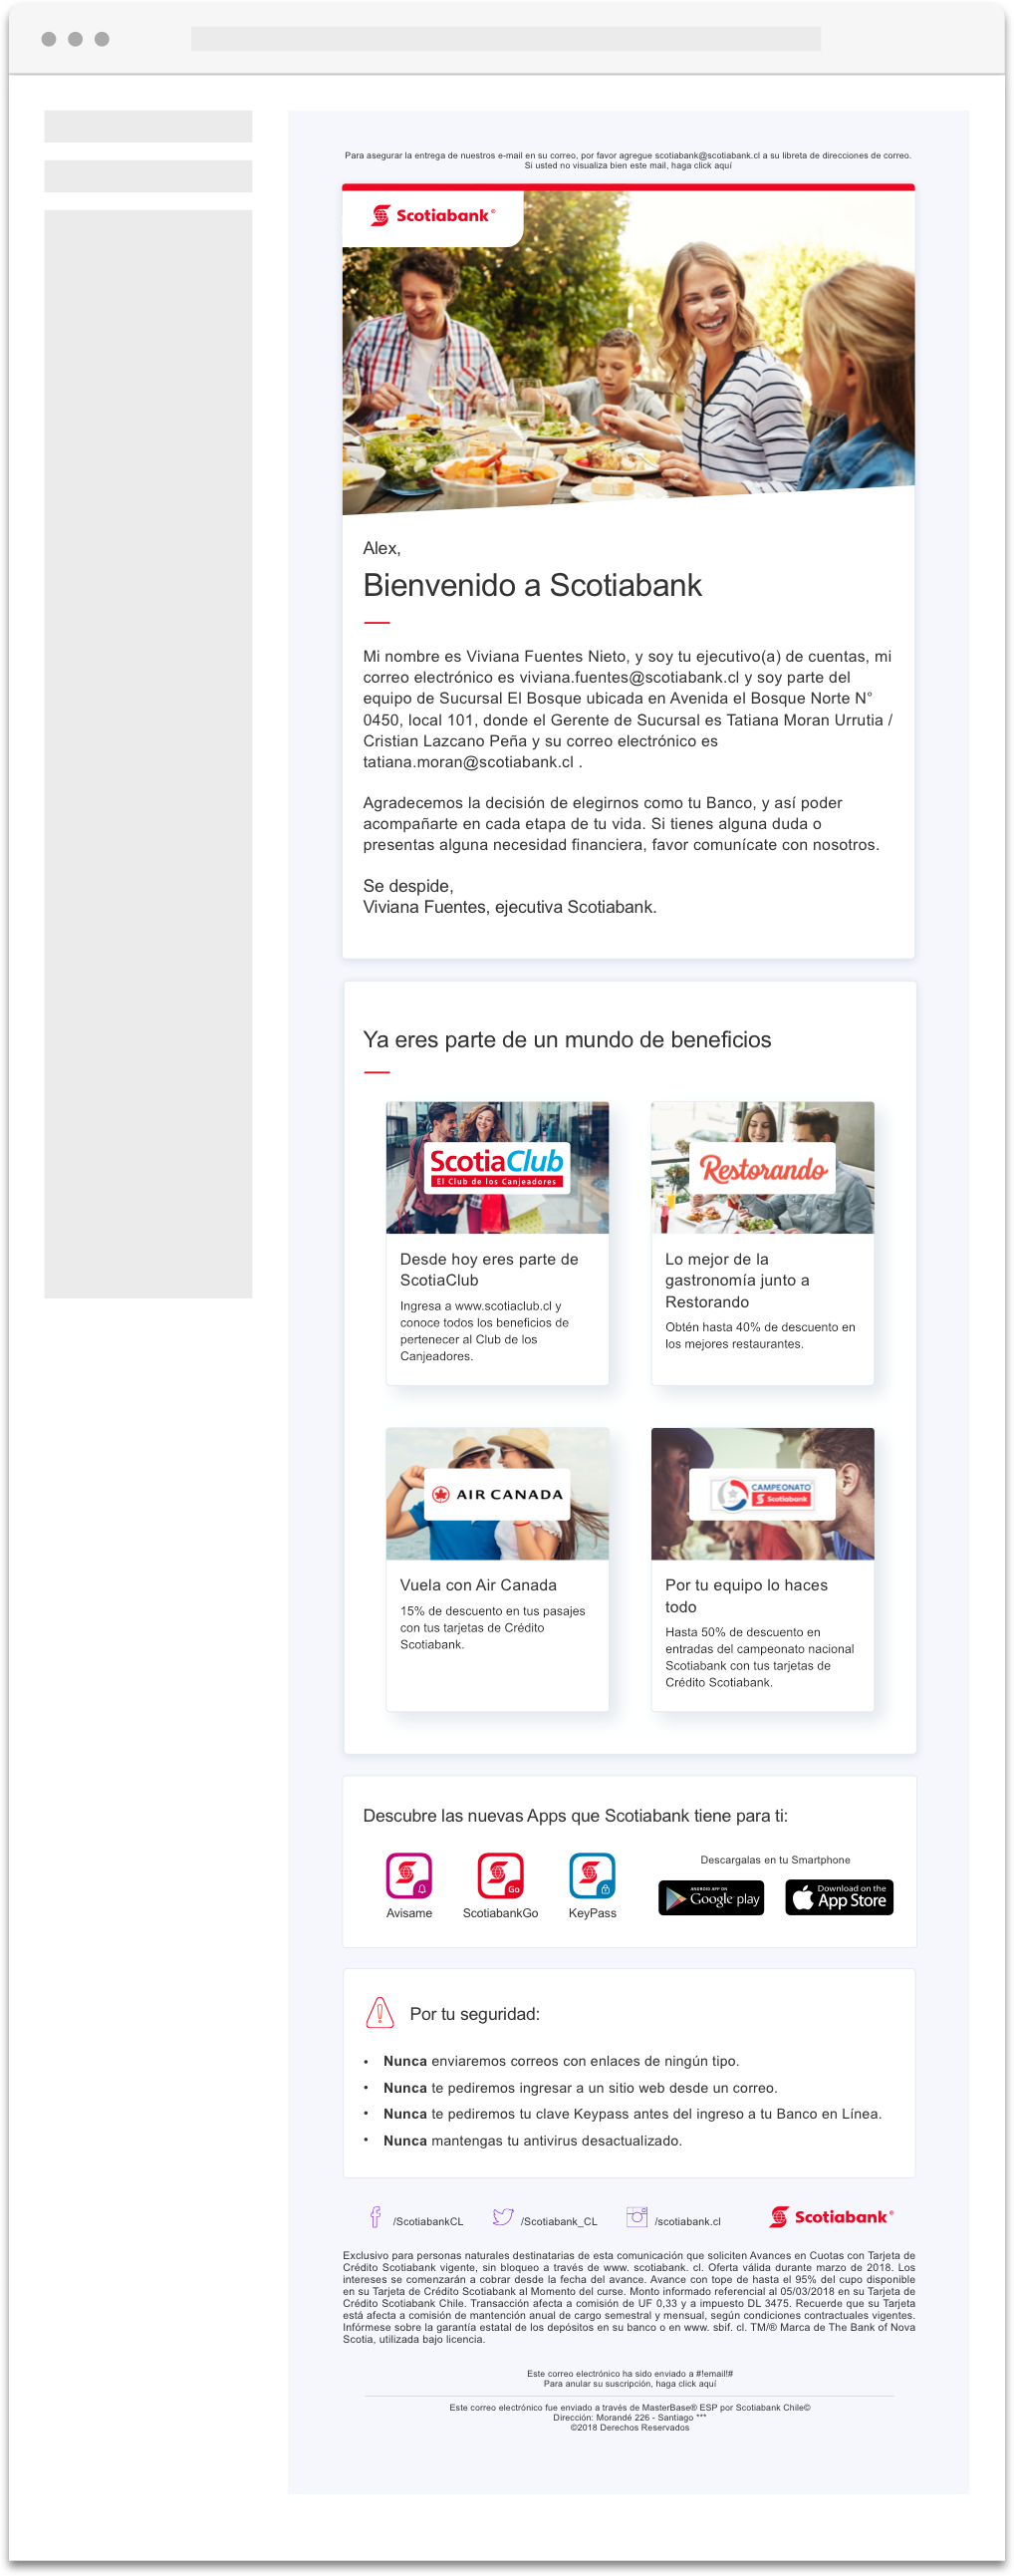 Para asegurar la entrega de nuestros e-mail en su correo, por favor agregue scotiabank@scotiabank.cl a su libreta de direcciones de correo.
Si usted no visualiza bien este mail, haga click aquí
Scotiabank®
Alex,
Bienvenido a Scotiabank
Mi nombre es Viviana Fuentes Nieto, y soy tu ejecutivo(a) de cuentas, mi
correo electrónico es viviana.fuentes@scotiabank.cl y soy parte del
equipo de Sucursal El Bosque ubicada en Avenida el Bosque Norte N°
0450, local 101, donde el Gerente de Sucursal es Tatiana Moran Urrutia /
Cristian Lazcano Peña y su correo electrónico es
tatiana.moran@scotiabank.cl .
Agradecemos la decisión de elegirnos como tu Banco, y así poder
acompañarte en cada etapa de tu vida. Si tienes alguna duda o
presentas alguna necesidad financiera, favor comunícate con nosotros.
Se despide,
Viviana Fuentes, ejecutiva Scotiabank.
Ya eres parte de un mundo de beneficios
ScotiaClub
El Club de los Canjeadores
Desde hoy eres parte de
ScotiaClub
Ingresa a www.scotiaclub.cl y
conoce todos los beneficios de
pertenecer al Club de los
Canjeadores.
Restorando
Lo mejor de la
gastronomía junto a
Restorando
Obtén hasta 40% de descuento en
los mejores restaurantes.
AIR CANADA
Vuela con Air Canada
15% de descuento en tus pasajes
con tus tarjetas de Crédito
Scotiabank.
CAMPEONATO
Scotiabank
Por tu equipo lo haces
todo
Hasta 50% de descuento en
entradas del campeonato nacional
Scotiabank con tus tarjetas de
Crédito Scotiabank.
Descubre las nuevas Apps que Scotiabank tiene para ti:
Avisame
Go
ScotiabankGo
KeyPass
Descargalas en tu Smartphone
ANDROID APP ON
Google play
Download on the
App Store
Por tu seguridad:
• Nunca enviaremos correos con enlaces de ningún tipo.
• Nunca te pediremos ingresar a un sitio web desde un correo.
• Nunca te pediremos tu clave Keypass antes del ingreso a tu Banco en Línea.
• Nunca mantengas tu antivirus desactualizado.
/ScotiabankCL /Scotiabank_CL /scotiabank.cl Scotiabank®
Exclusivo para personas naturales destinatarias de esta comunicación que soliciten Avances en Cuotas con Tarjeta de
Crédito Scotiabank vigente, sin bloqueo a través de www. scotiabank. cl. Oferta válida durante marzo de 2018. Los
intereses se comenzarán a cobrar desde la fecha del avance. Avance con tope de hasta el 95% del cupo disponible
en su Tarjeta de Crédito Scotiabank al Momento del curse. Monto informado referencial al 05/03/2018 en su Tarjeta de
Crédito Scotiabank Chile. Transacción afecta a comisión de UF 0,33 y a impuesto DL 3475. Recuerde que su Tarjeta
está afecta a comisión de mantención anual de cargo semestral y mensual, según condiciones contractuales vigentes.
Infórmese sobre la garantía estatal de los depósitos en su banco o en www. sbif. cl. TM/® Marca de The Bank of Nova
Scotia, utilizada bajo licencia.
Este correo electrónico ha sido enviado a #!email!#
Para anular su suscripción, haga click aquí
Este correo electrónico fue enviado a través de MasterBase® ESP por Scotiabank Chile©
Dirección: Morandé 226 - Santiago ***
©2018 Derechos Reservados